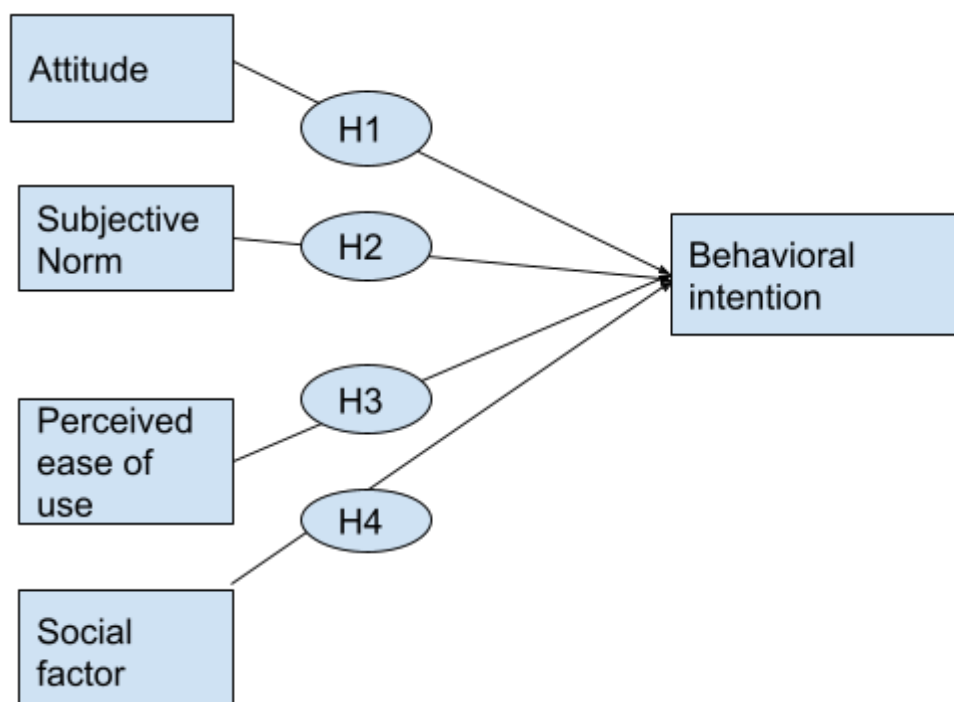 Attitude
H1
Subjective
Norm
H2
Behavioral
intention
Perceived
ease of
use
H3
H4
Social
factor